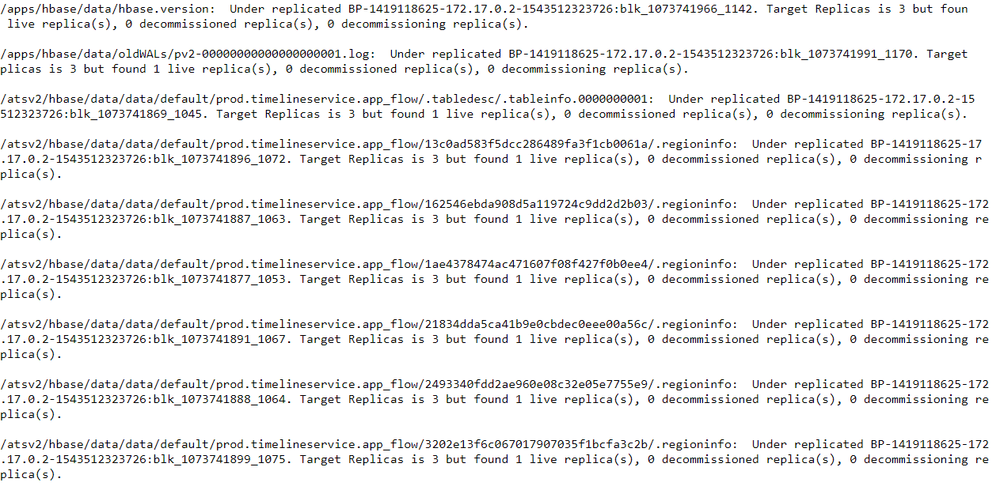 /apps/hbase/data/hbase.version:  Under replicated BP-1419118625-172.17.0.2-1543512323726:blk_1073741966_1142. Target Replicas is 3 but foun
 live replica(s), 0 decommissioned replica(s), 0 decommissioning replica(s).
/apps/hbase/data/oldWALs/pv2-00000000000000000001.log:  Under replicated BP-1419118625-172.17.0.2-1543512323726:blk_1073741991_1170. Target
plicas is 3 but found 1 live replica(s), 0 decommissioned replica(s), 0 decommissioning replica(s).
/atsv2/hbase/data/data/default/prod.timelineservice.app_flow/.tabledesc/.tableinfo.0000000001:  Under replicated BP-1419118625-172.17.0.2-15
512323726:blk_1073741869_1045. Target Replicas is 3 but found 1 live replica(s), 0 decommissioned replica(s), 0 decommissioning replica(s).
/atsv2/hbase/data/data/default/prod.timelineservice.app_flow/13c0ad583f5dcc286489fa3f1cb0061a/.regioninfo:  Under replicated BP-1419118625-17
.17.0.2-1543512323726:blk_1073741896_1072. Target Replicas is 3 but found 1 live replica(s), 0 decommissioned replica(s), 0 decommissioning r
plica(s).
/atsv2/hbase/data/data/default/prod.timelineservice.app_flow/162546ebda908d5a119724c9dd2d2b03/.regioninfo:  Under replicated BP-1419118625-172
.17.0.2-1543512323726:blk_1073741887_1063. Target Replicas is 3 but found 1 live replica(s), 0 decommissioned replica(s), 0 decommissioning re
plica(s).
/atsv2/hbase/data/data/default/prod.timelineservice.app_flow/1ae4378474ac471607f08f427f0b0ee4/.regioninfo:  Under replicated BP-1419118625-172
.17.0.2-1543512323726:blk_1073741877_1053. Target Replicas is 3 but found 1 live replica(s), 0 decommissioned replica(s), 0 decommissioning re
plica(s).
/atsv2/hbase/data/data/default/prod.timelineservice.app_flow/21834dda5ca41b9e0cbdec0eee00a56c/.regioninfo:  Under replicated BP-1419118625-172
.17.0.2-1543512323726:blk_1073741891_1067. Target Replicas is 3 but found 1 live replica(s), 0 decommissioned replica(s), 0 decommissioning re
plica(s).
/atsv2/hbase/data/data/default/prod.timelineservice.app_flow/2493340fdd2ae960e08c32e05e7755e9/.regioninfo:  Under replicated BP-1419118625-172
.17.0.2-1543512323726:blk_1073741888_1064. Target Replicas is 3 but found 1 live replica(s), 0 decommissioned replica(s), 0 decommissioning re
plica(s).
/atsv2/hbase/data/data/default/prod.timelineservice.app_flow/3202e13f6c067017907035f1bcfa3c2b/.regioninfo:  Under replicated BP-1419118625-172
.17.0.2-1543512323726:blk_1073741899_1075. Target Replicas is 3 but found 1 live replica(s), 0 decommissioned replica(s), 0 decommissioning re
plica(s).